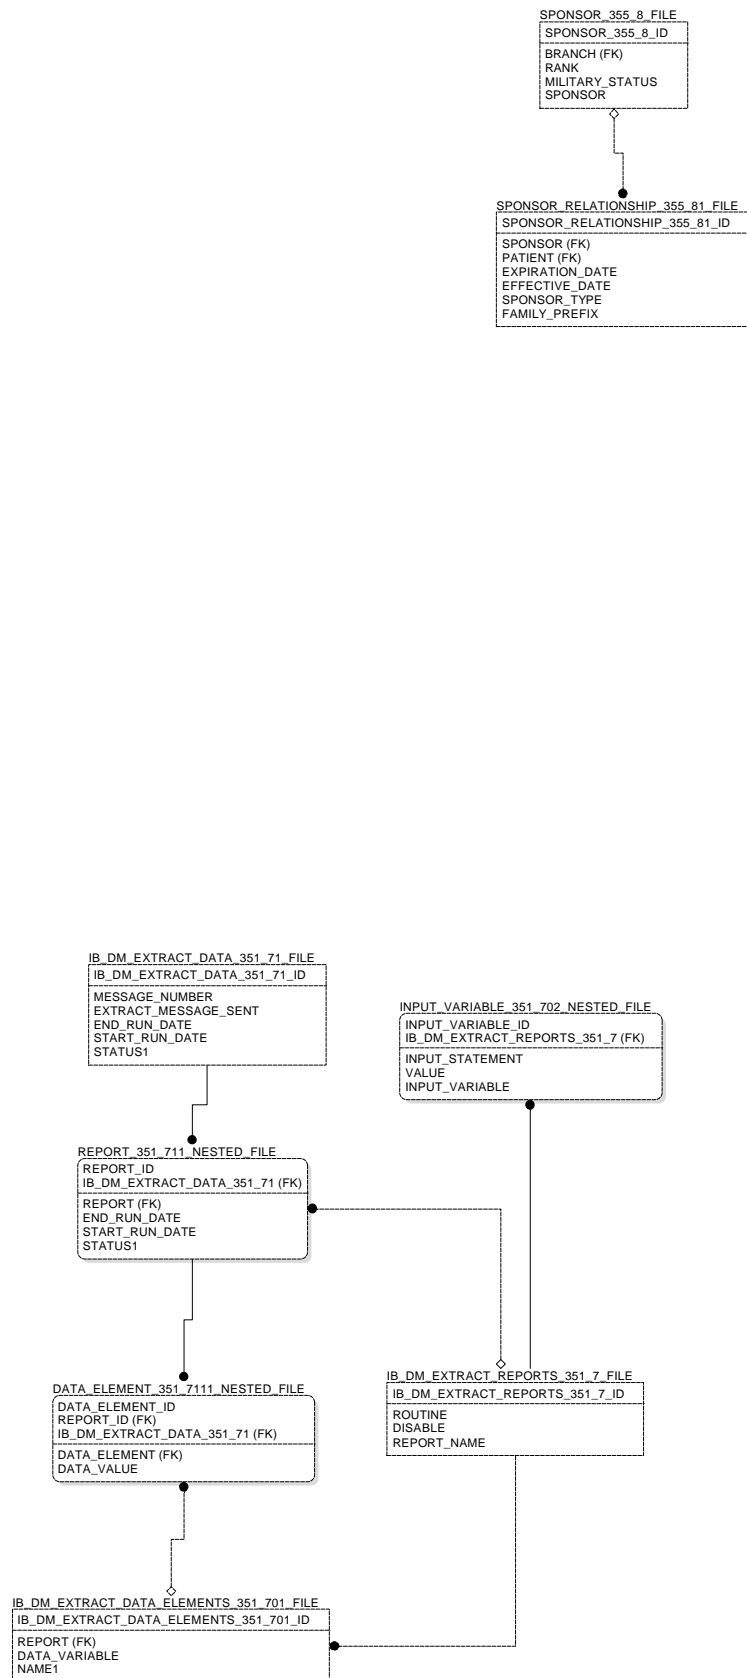 SPONSOR_355_8_FILE
SPONSOR_355_8_ID
BRANCH (FK)
RANK
MILITARY_STATUS
SPONSOR
SPONSOR_RELATIONSHIP_355_81_FILE
SPONSOR_RELATIONSHIP_355_81_ID
SPONSOR (FK)
PATIENT (FK)
EXPIRATION_DATE
EFFECTIVE_DATE
SPONSOR_TYPE
FAMILY_PREFIX
IB_DM_EXTRACT_DATA_351_71_FILE
IB_DM_EXTRACT_DATA_351_71_ID
MESSAGE_NUMBER
EXTRACT_MESSAGE_SENT
END_RUN_DATE
START_RUN_DATE
STATUS1
INPUT_VARIABLE_351_702_NESTED_FILE
INPUT_VARIABLE_ID
IB_DM_EXTRACT_REPORTS_351_7 (FK)
INPUT_STATEMENT
VALUE
INPUT_VARIABLE
REPORT_351_711_NESTED_FILE
REPORT_ID
IB_DM_EXTRACT_DATA_351_71 (FK)
REPORT (FK)
END_RUN_DATE
START_RUN_DATE
STATUS1
IB_DM_EXTRACT_REPORTS_351_7_FILE
IB_DM_EXTRACT_REPORTS_351_7_ID
ROUTINE
DISABLE
REPORT_NAME
DATA_ELEMENT_351_7111_NESTED_FILE
DATA_ELEMENT_ID
REPORT_ID (FK)
IB_DM_EXTRACT_DATA_351_71 (FK)
DATA_ELEMENT (FK)
DATA_VALUE
IB_DM_EXTRACT_DATA_ELEMENTS_351_701_FILE
IB_DM_EXTRACT_DATA_ELEMENTS_351_701_ID
REPORT (FK)
DATA_VARIABLE
NAME1